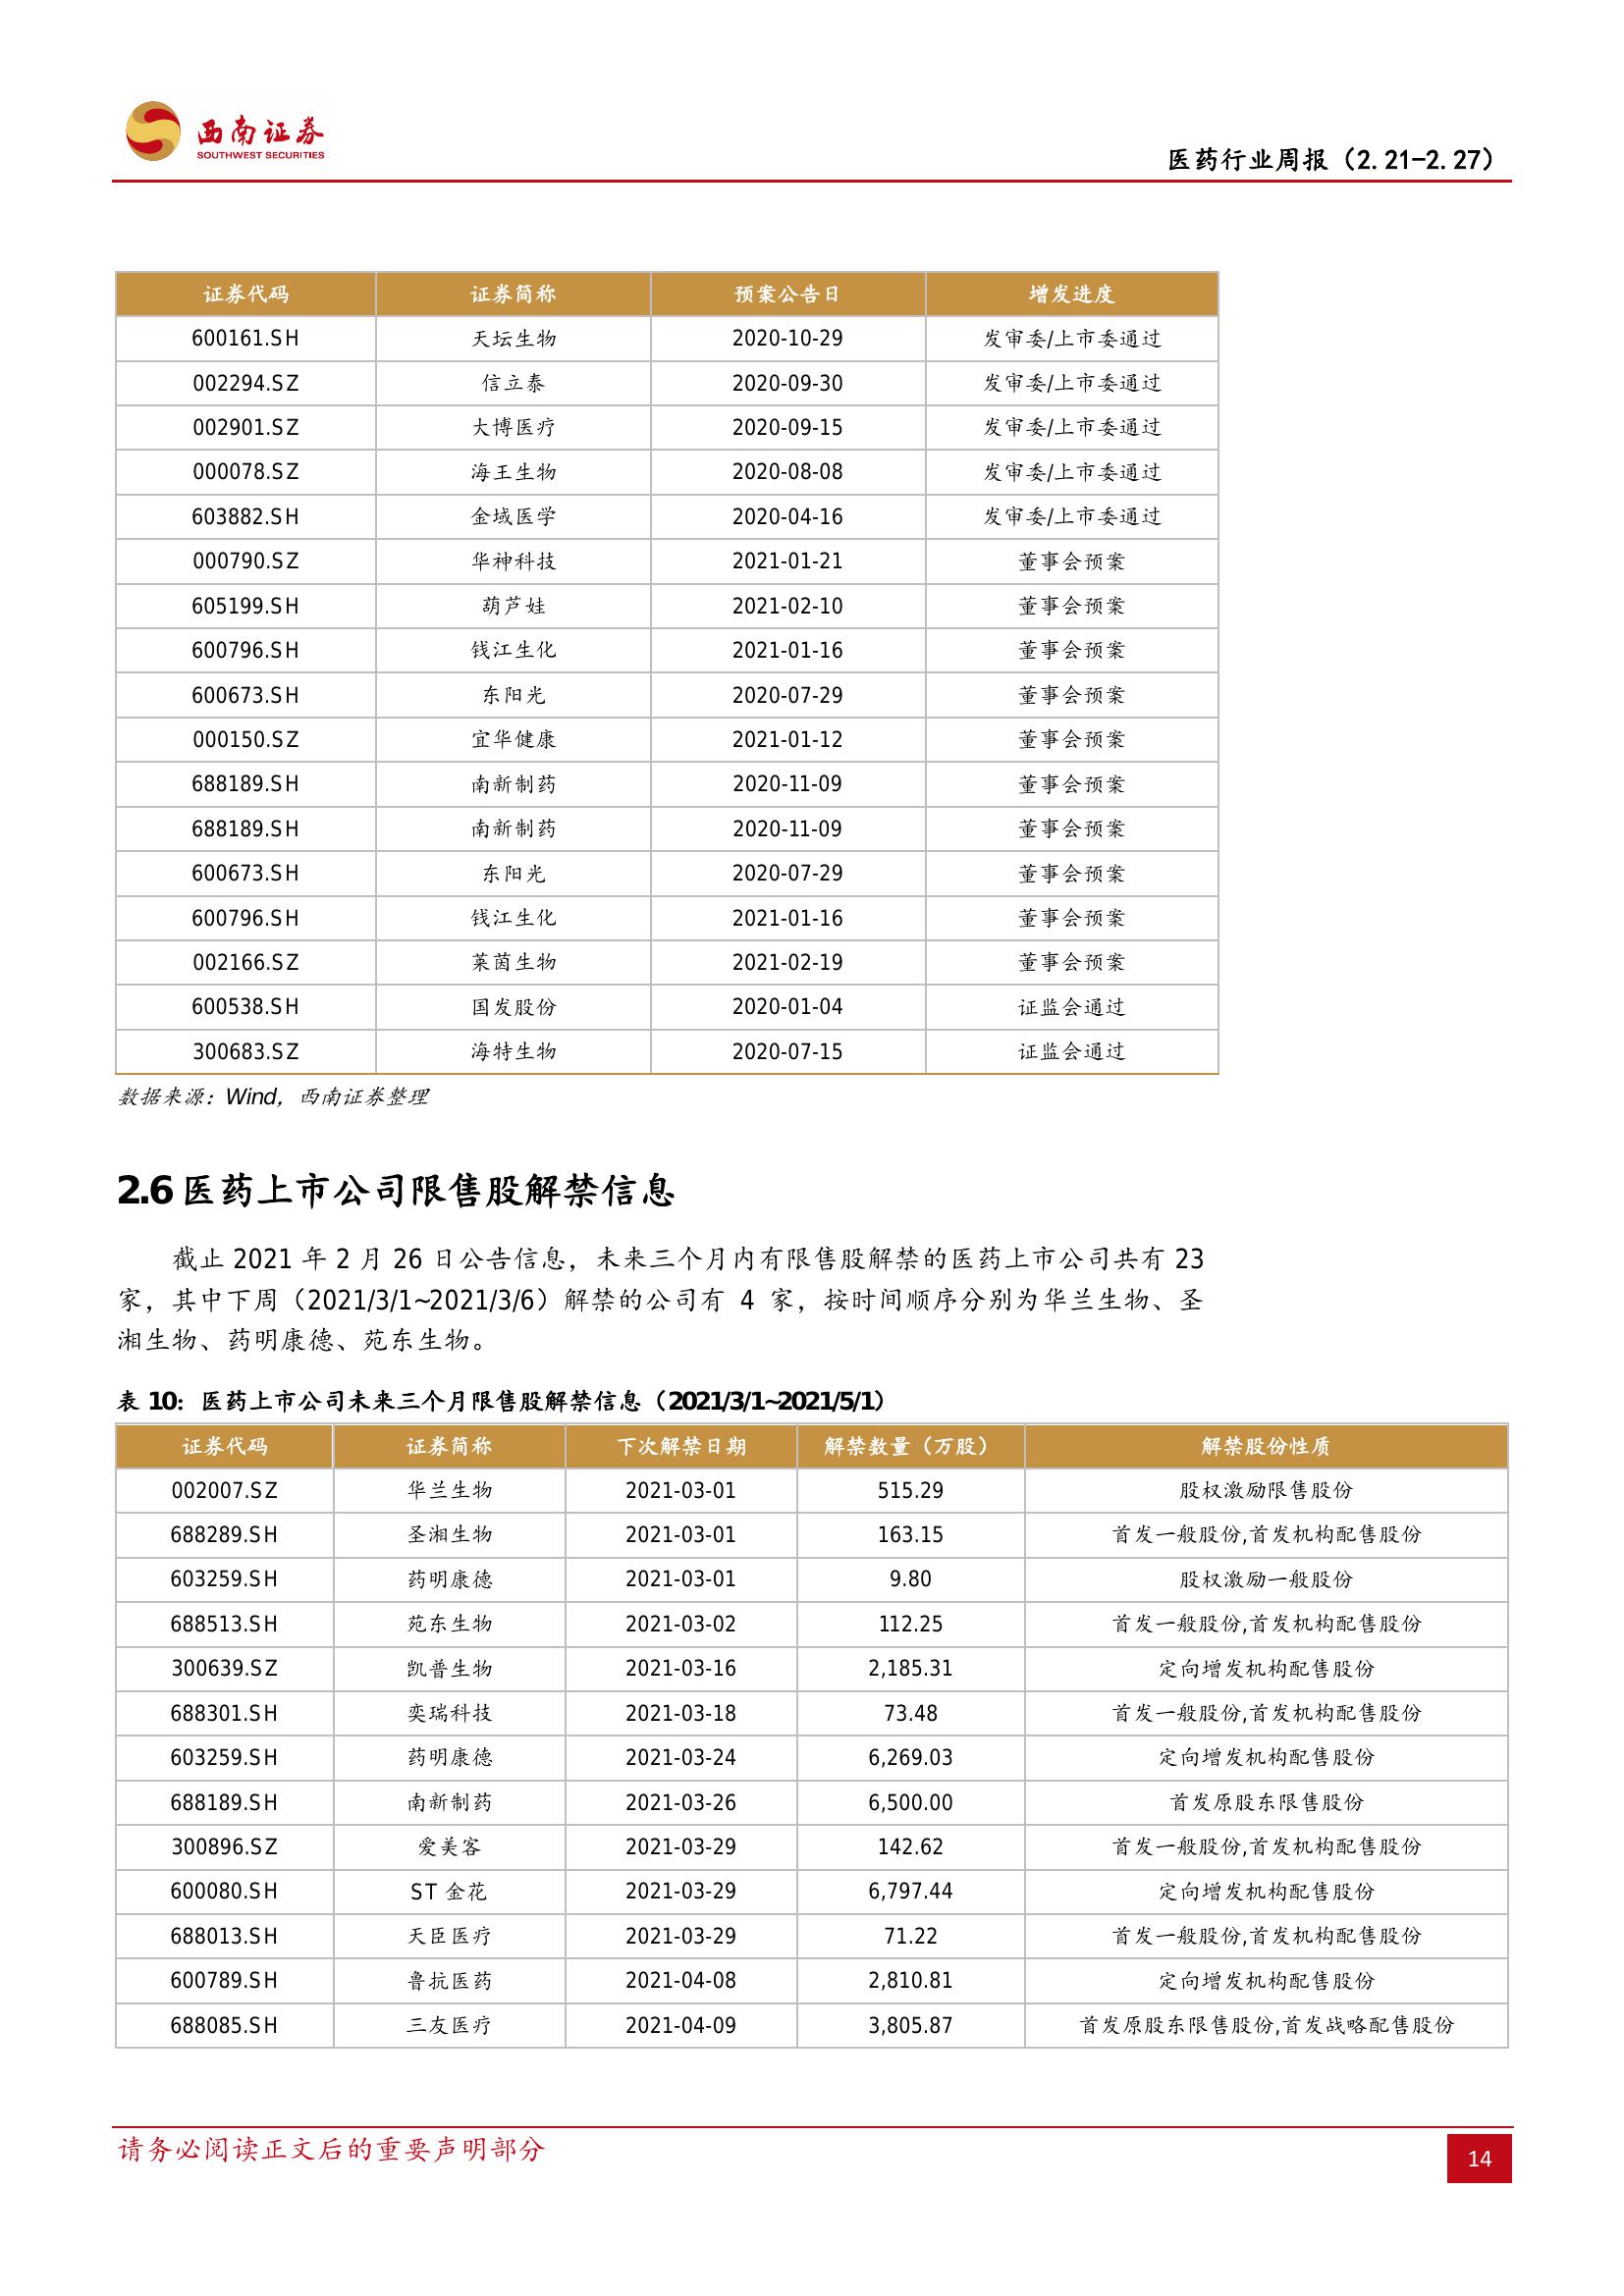 西南证券
SOUTHWEST SECURITIES
医药行业周报（2.21-2.27）
证券代码 证券简称 预案公告日 增发进度
600161.SH 天坛生物 2020-10-29 发审委/上市委通过
002294.SZ 信立泰 2020-09-30 发审委/上市委通过
002901.SZ 大博医疗 2020-09-15 发审委/上市委通过
000078.SZ 海王生物 2020-08-08 发审委/上市委通过
603882.SH 金域医学 2020-04-16 发审委/上市委通过
000790.SZ 华神科技 2021-01-21 董事会预案
605199.SH 葫芦娃 2021-02-10 董事会预案
600796.SH 钱江生化 2021-01-16 董事会预案
600673.SH 东阳光 2020-07-29 董事会预案
000150.SZ 宜华健康 2021-01-12 董事会预案
688189.SH 南新制药 2020-11-09 董事会预案
688189.SH 南新制药 2020-11-09 董事会预案
600673.SH 东阳光 2020-07-29 董事会预案
600796.SH 钱江生化 2021-01-16 董事会预案
002166.SZ 莱茵生物 2021-02-19 董事会预案
600538.SH 国发股份 2020-01-04 证监会通过
300683.SZ 海特生物 2020-07-15 证监会通过
数据来源：Wind，西南证券整理
2.6 医药上市公司限售股解禁信息
截止 2021 年 2 月 26 日公告信息，未来三个月内有限售股解禁的医药上市公司共有 23
家，其中下周（2021/3/1~2021/3/6）解禁的公司有 4 家，按时间顺序分别为华兰生物、圣
湘生物、药明康德、苑东生物。
表 10：医药上市公司未来三个月限售股解禁信息（2021/3/1~2021/5/1）
证券代码 证券简称 下次解禁日期 解禁数量（万股） 解禁股份性质
002007.SZ 华兰生物 2021-03-01 515.29 股权激励限售股份
688289.SH 圣湘生物 2021-03-01 163.15 首发一般股份,首发机构配售股份
603259.SH 药明康德 2021-03-01 9.80 股权激励一般股份
688513.SH 苑东生物 2021-03-02 112.25 首发一般股份,首发机构配售股份
300639.SZ 凯普生物 2021-03-16 2,185.31 定向增发机构配售股份
688301.SH 奕瑞科技 2021-03-18 73.48 首发一般股份,首发机构配售股份
603259.SH 药明康德 2021-03-24 6,269.03 定向增发机构配售股份
688189.SH 南新制药 2021-03-26 6,500.00 首发原股东限售股份
300896.SZ 爱美客 2021-03-29 142.62 首发一般股份,首发机构配售股份
600080.SH ST 金花 2021-03-29 6,797.44 定向增发机构配售股份
688013.SH 天臣医疗 2021-03-29 71.22 首发一般股份,首发机构配售股份
600789.SH 鲁抗医药 2021-04-08 2,810.81 定向增发机构配售股份
688085.SH 三友医疗 2021-04-09 3,805.87 首发原股东限售股份,首发战略配售股份
请务必阅读正文后的重要声明部分
14